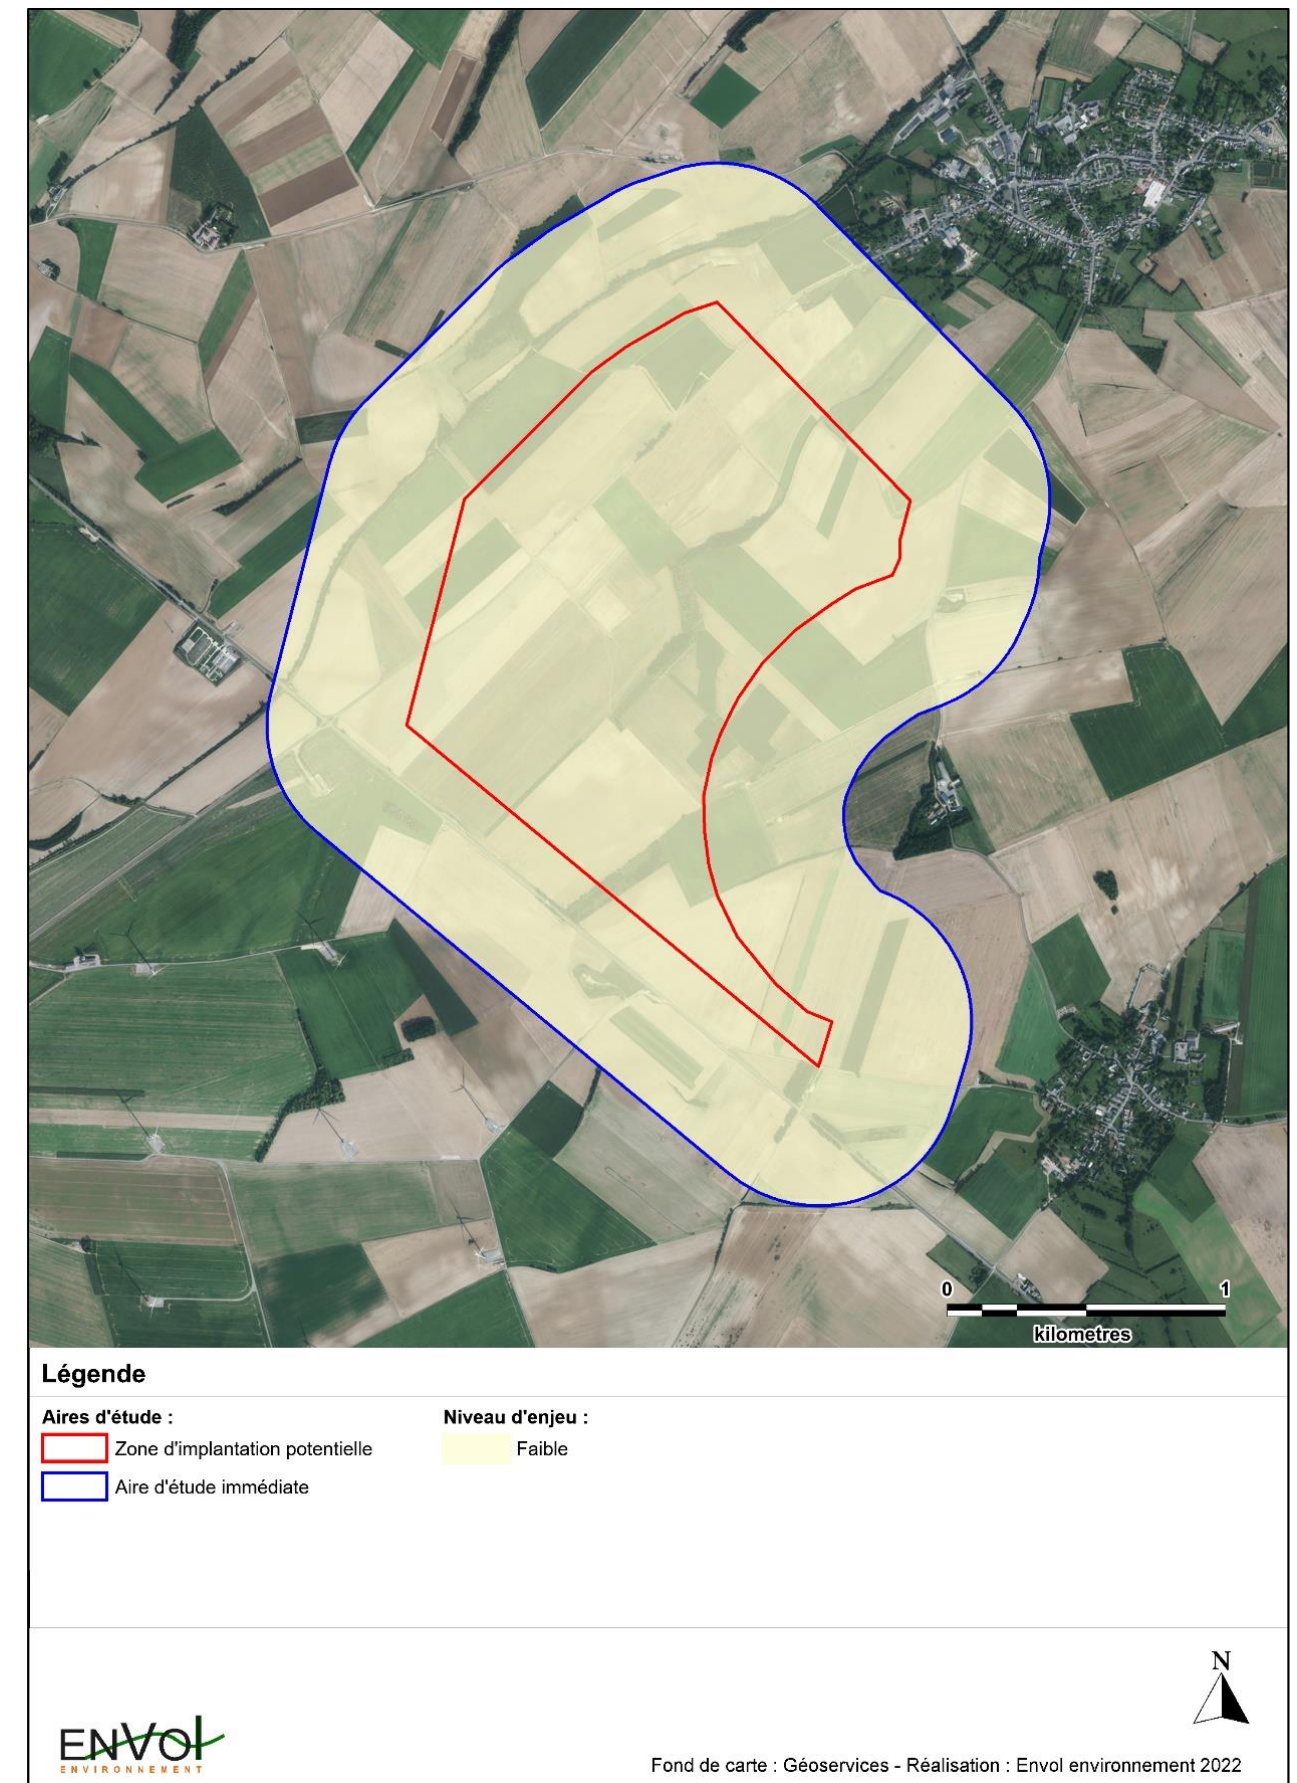 0 1
kilometres
Légende
Aires d'étude :
Zone d'implantation potentielle
Aire d'étude immédiate
Niveau d'enjeu :
Faible
N
ENVOl
ENVIRONNEMENT
Fond de carte : Géoservices - Réalisation : Envol environnement 2022